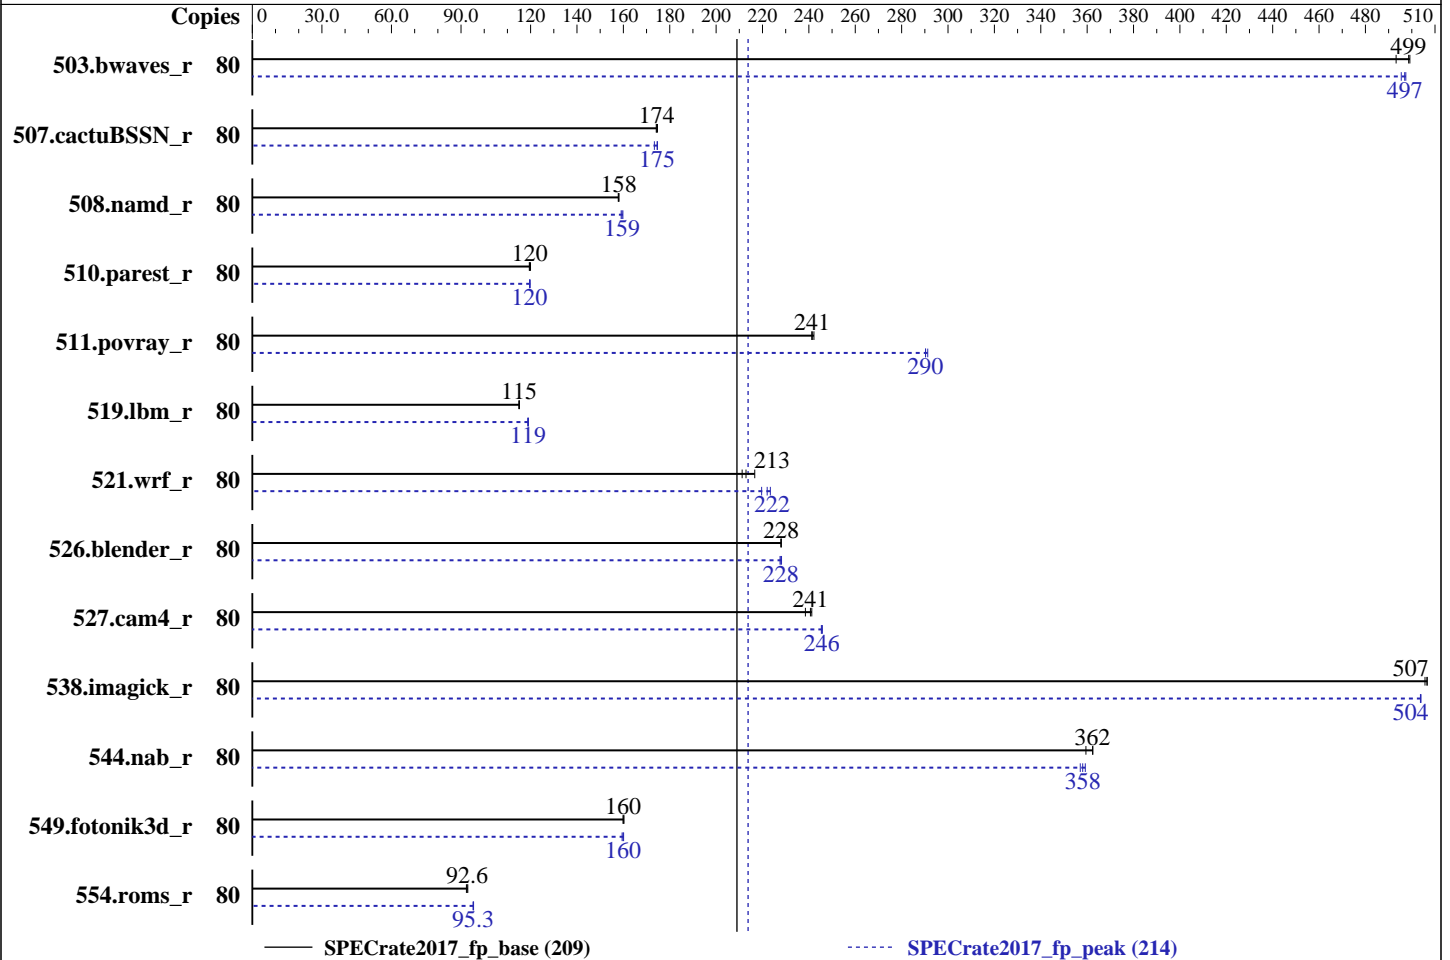 Copies 0 30.0 60.0 90.0 120 140 160 180 200 220 240 260 280 300 320 340 360 380 400 420 440 460 480 510
499
503.bwaves_r 80
497
174
507.cactuBSSN_r 80
175
158
508.namd_r 80
159
120
510.parest_r 80
120
241
511.povray_r 80
290
115
519.lbm_r 80
119
213
521.wrf_r 80
222
228
526.blender_r 80
228
241
527.cam4_r 80
246
507
538.imagick_r 80
504
362
544.nab_r 80
358
160
549.fotonik3d_r 80
160
92.6
554.roms_r 80
95.3
SPECrate2017_fp_base (209) SPECrate2017_fp_peak (214)